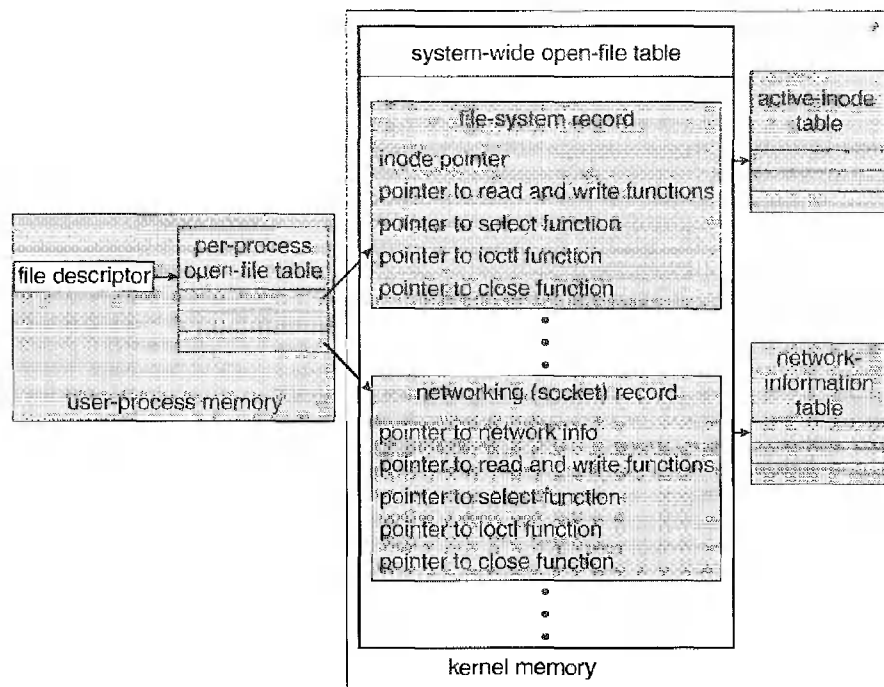 system-wide open-file table
file-system record
inode pointer
pointer to read and write functions
pointer to select function
pointer to ioctl function
pointer to close function
active-inode
table
per-process
open-file table
file descriptor
user-process memory
networking (socket) record
pointer to network info
pointer to read and write functions
pointer to select function
pointer to ioctl function
pointer to close function
network-
information
table
kernel memory